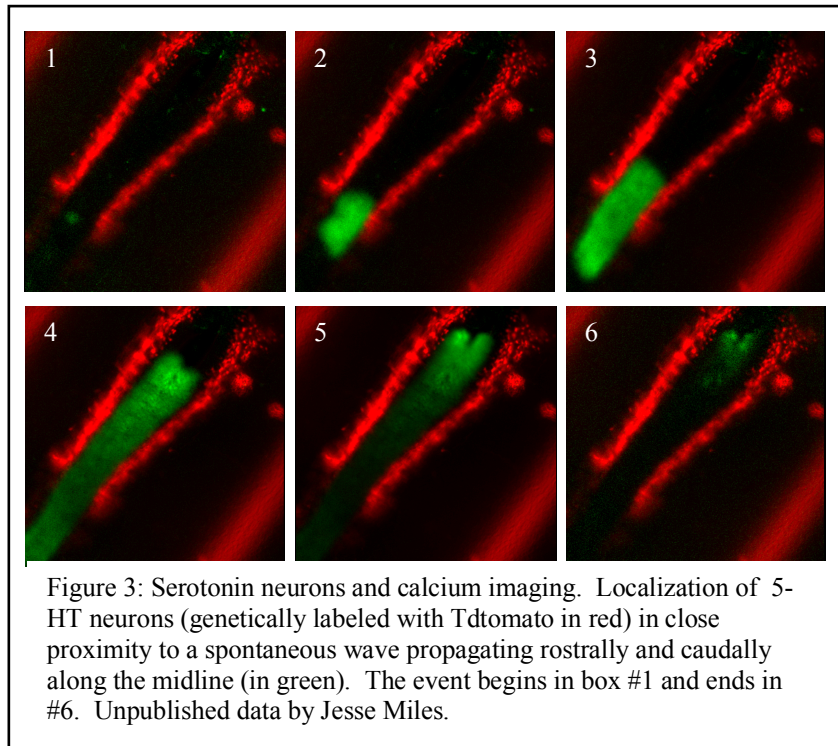 1
2
3
4
5
6
Figure 3: Serotonin neurons and calcium imaging. Localization of 5-
HT neurons (genetically labeled with Tdtomato in red) in close
proximity to a spontaneous wave propagating rostrally and caudally
along the midline (in green). The event begins in box #1 and ends in
#6. Unpublished data by Jesse Miles.